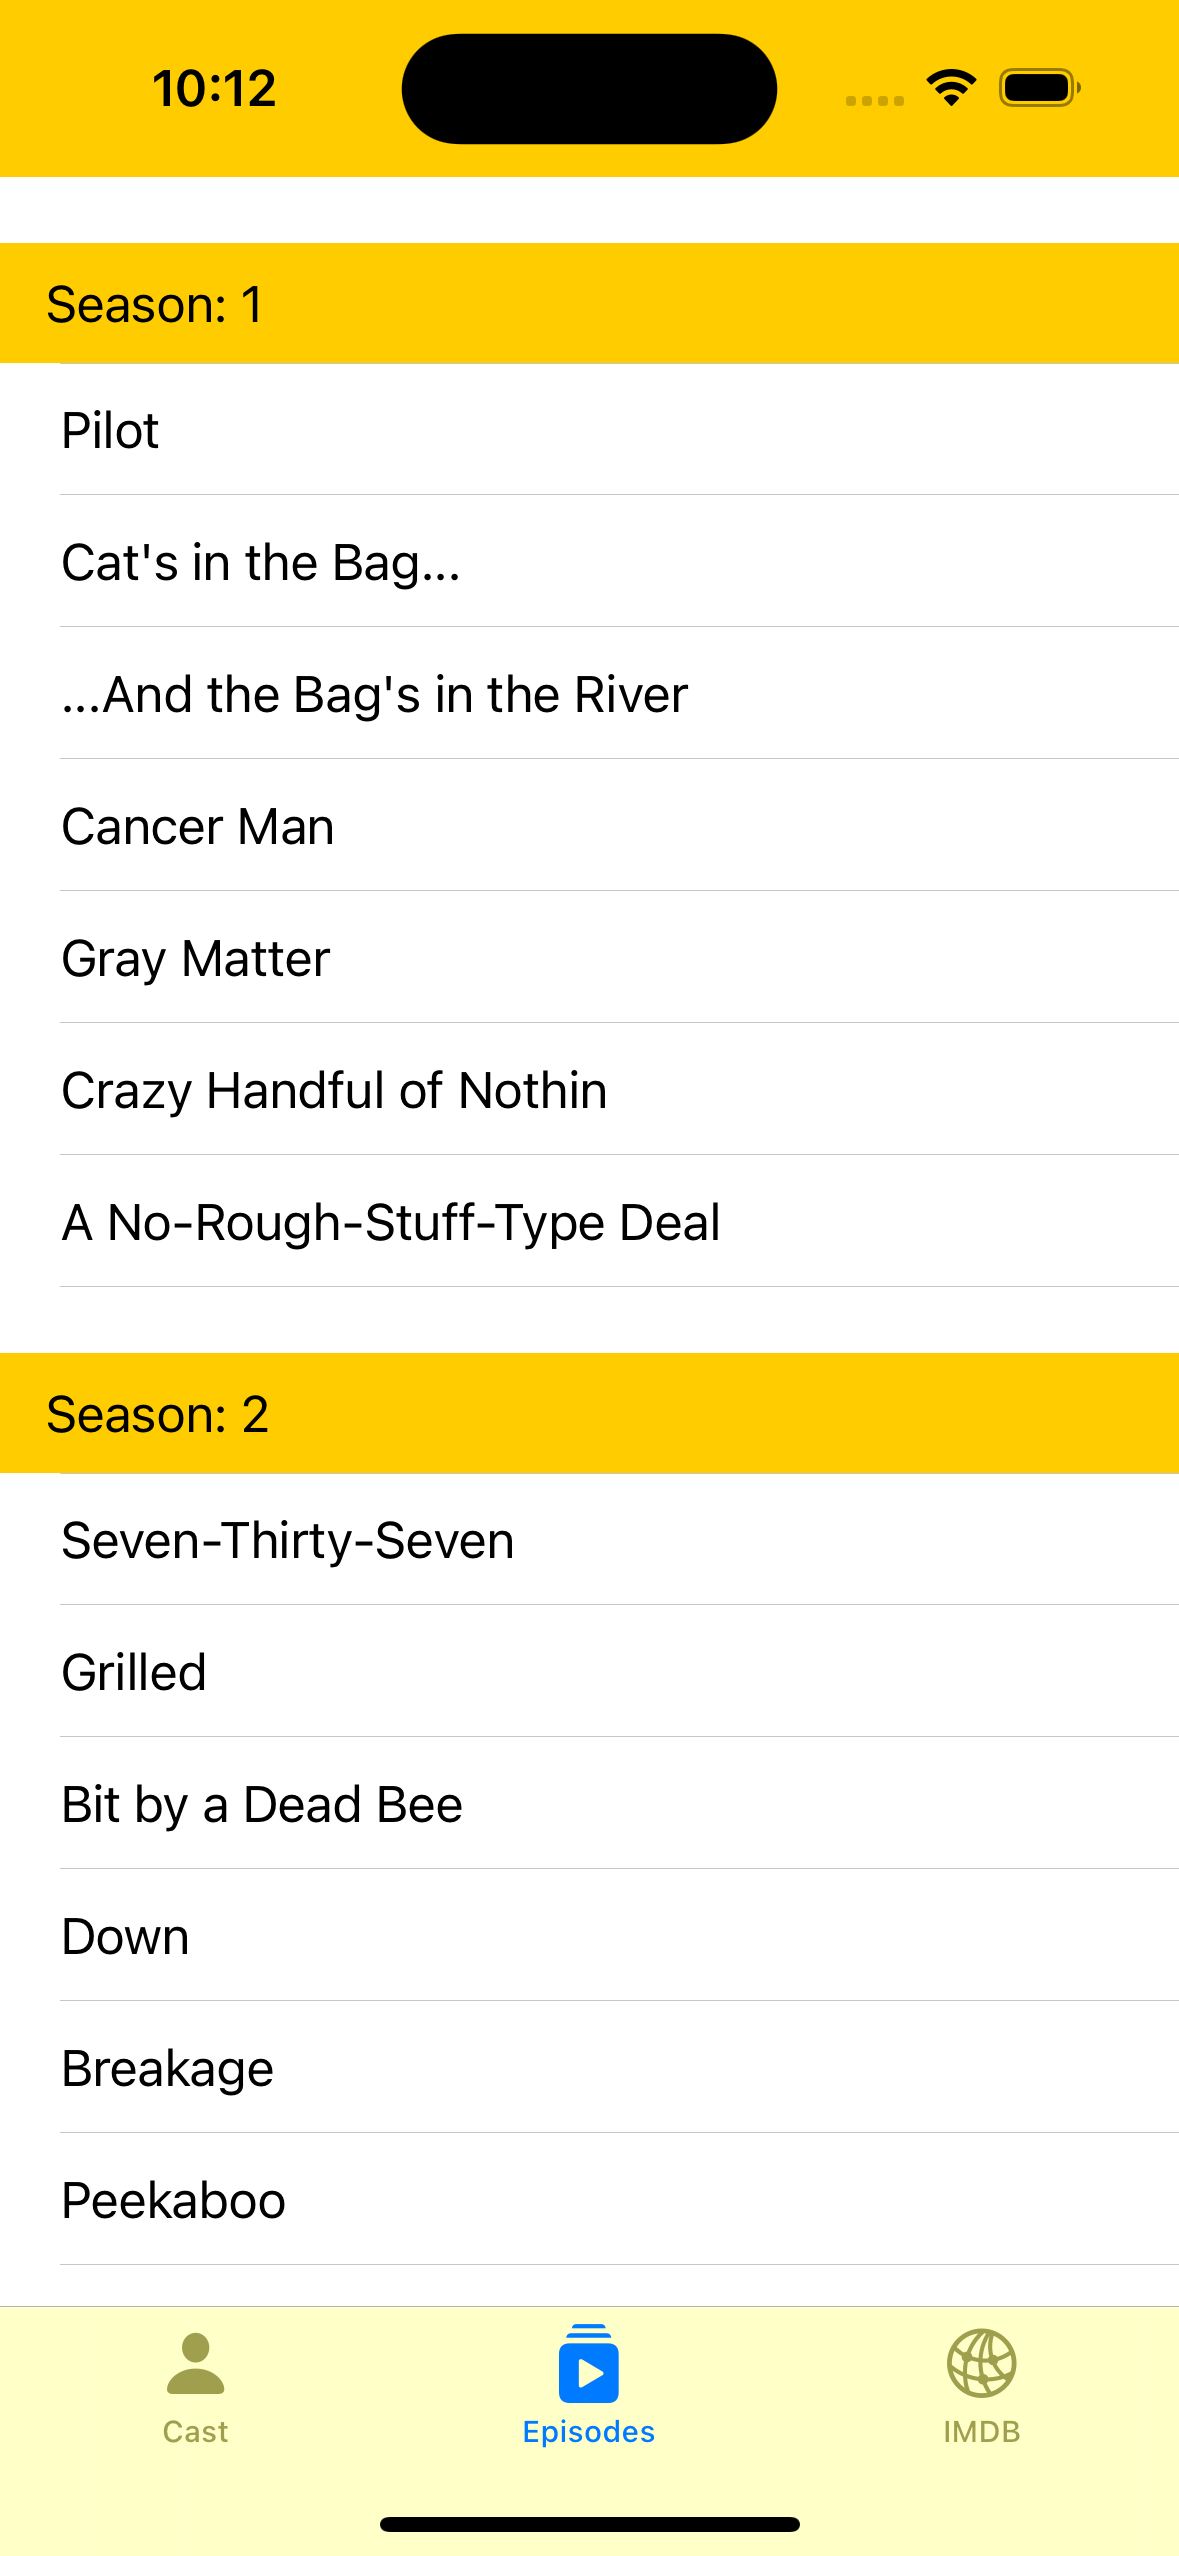 10:12
Season: 1
Pilot
Cat's in the Bag...
...And the Bag's in the River
Cancer Man
Gray Matter
Crazy Handful of Nothin
A No-Rough-Stuff-Type Deal
Season: 2
Seven-Thirty-Seven
Grilled
Bit by a Dead Bee
Down
Breakage
Peekaboo
Cast
Episodes
IMDB